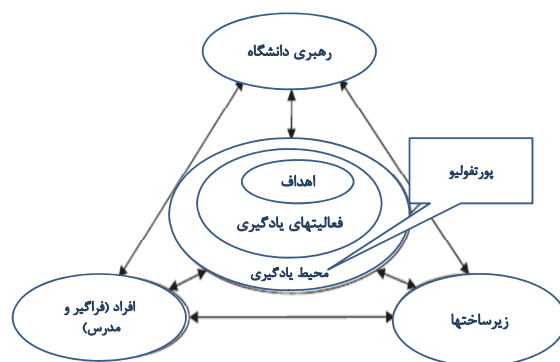 رهبری دانشگاه
پورتفولیو
اهداف
فعالیتهای یادگیری
محیط یادگیری
افراد (فراگیر و
مدرس)
زیرساختها